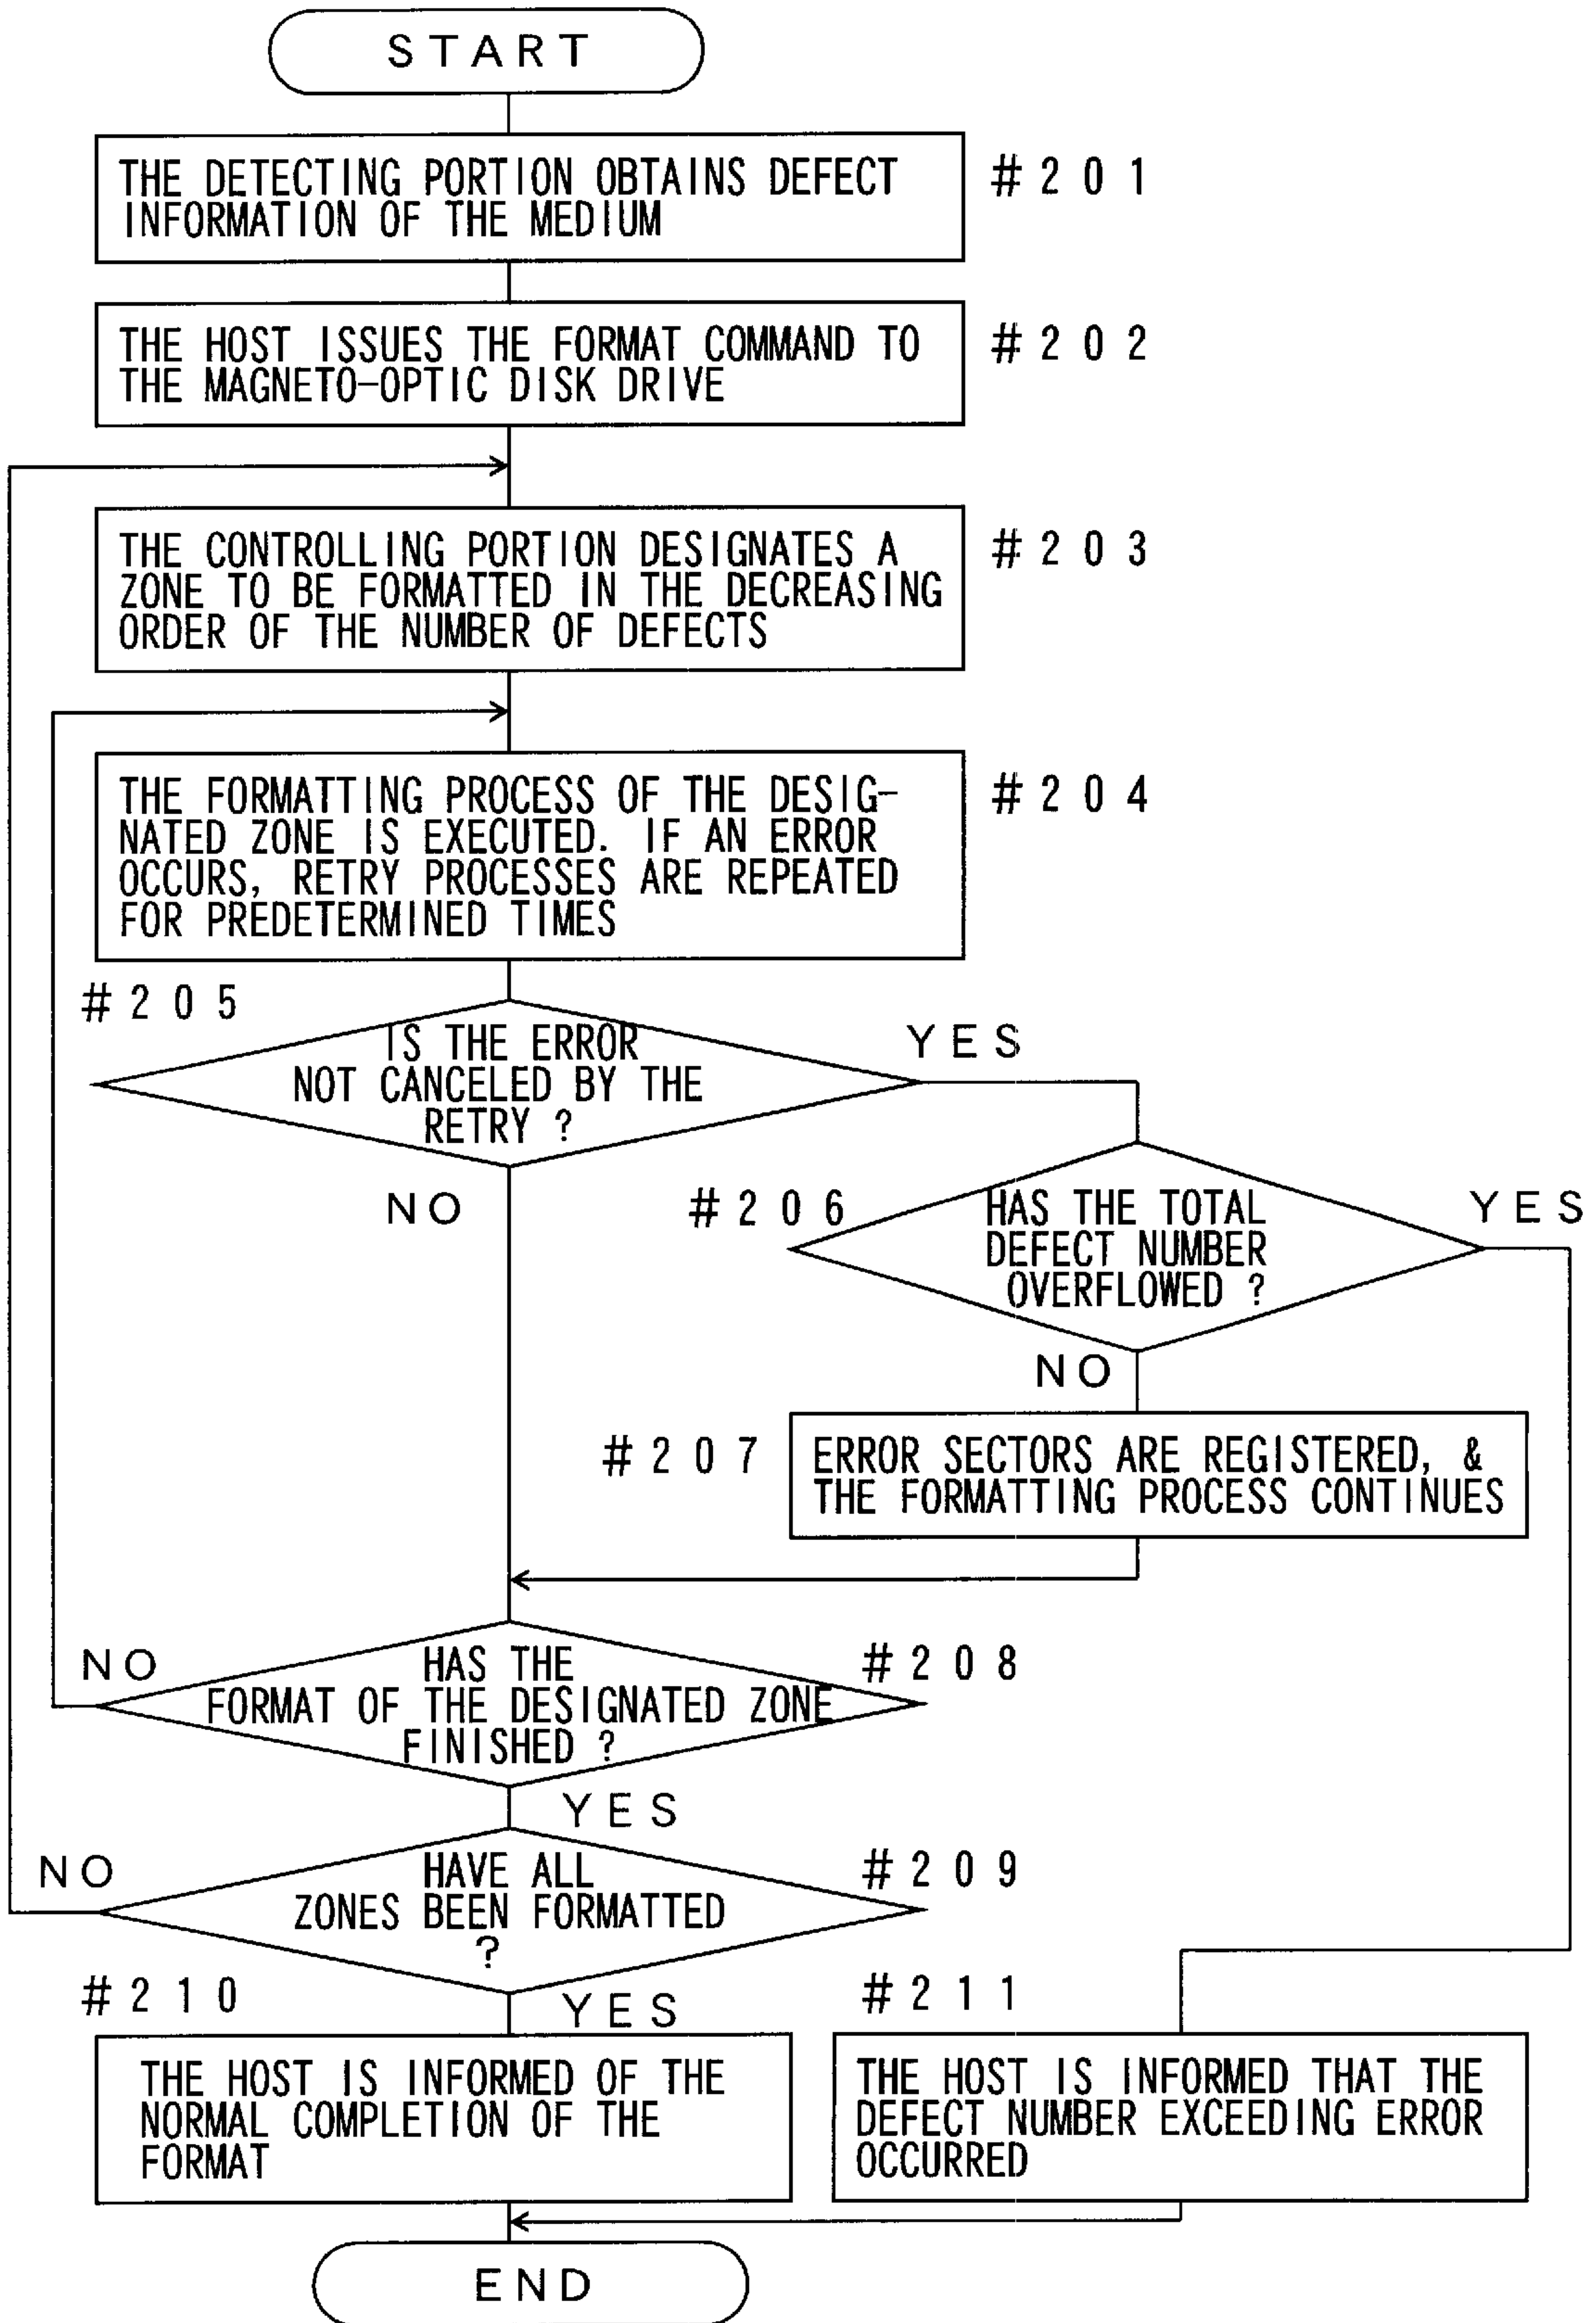 START
THE DETECTING PORTION OBTAINS DEFECT
INFORMATION OF THE MEDIUM
#201
THE HOST ISSUES THE FORMAT COMMAND TO
THE MAGNETO-OPTIC DISK DRIVE
#202
THE CONTROLLING PORTION DESIGNATES A
ZONE TO BE FORMATTED IN THE DECREASING
ORDER OF THE NUMBER OF DEFECTS
#203
THE FORMATTING PROCESS OF THE DESIG-
NATED ZONE IS EXECUTED. IF AN ERROR
OCCURS, RETRY PROCESSES ARE REPEATED
FOR PREDETERMINED TIMES
#204
#205
IS THE ERROR
NOT CANCELED BY THE
RETRY ?
YES
NO
#206
HAS THE TOTAL
DEFECT NUMBER
OVERFLOWED ?
YES
NO
#207
ERROR SECTORS ARE REGISTERED, &
THE FORMATTING PROCESS CONTINUES
NO
HAS THE
FORMAT OF THE DESIGNATED ZONE
FINISHED ?
#208
YES
NO
HAVE ALL
ZONES BEEN FORMATTED
?
#209
#210
YES
#211
THE HOST IS INFORMED OF THE
NORMAL COMPLETION OF THE
FORMAT
THE HOST IS INFORMED THAT THE
DEFECT NUMBER EXCEEDING ERROR
OCCURRED
END